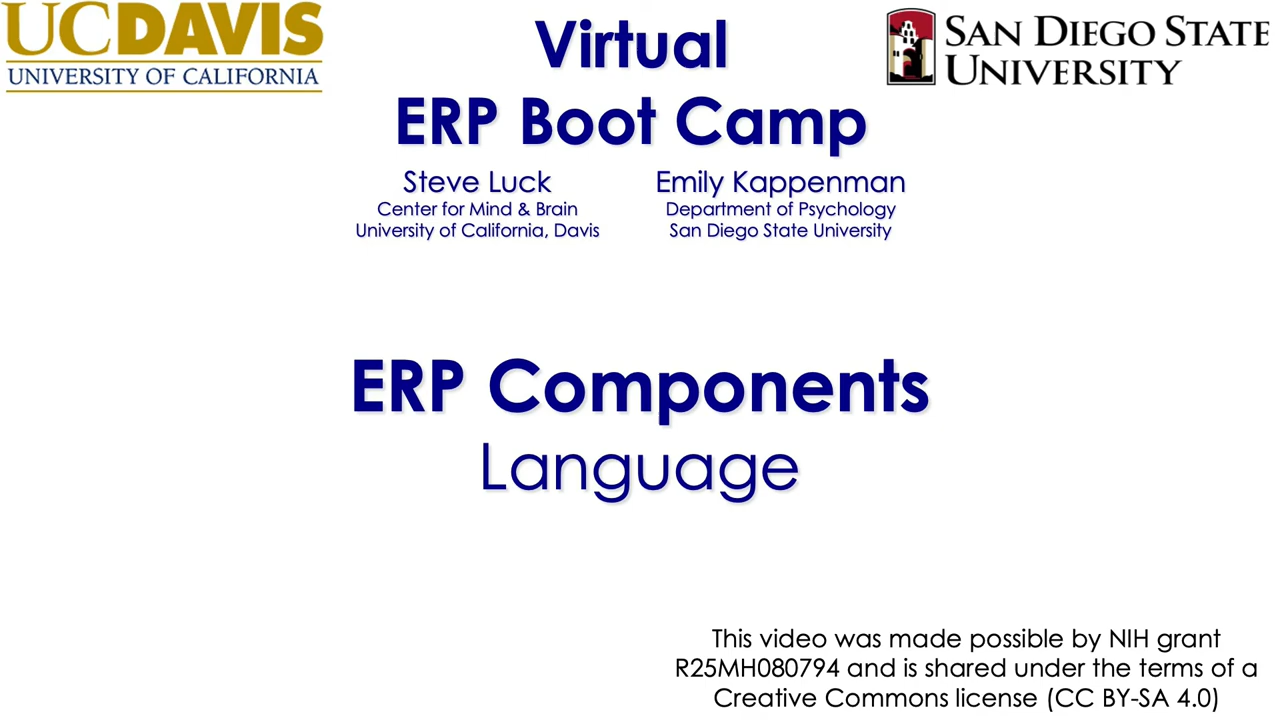 UCDAVIS
UNIVERSITY OF CALIFORNIA
Virtual
ERP Boot Camp
SAN DIEGO STATE
UNIVERSITY
Steve Luck
Center for Mind & Brain
University of California, Davis
Emily Kappenman
Department of Psychology
San Diego State University
ERP Components
Language
This video was made possible by NIH grant
R25MH080794 and is shared under the terms of a
Creative Commons license (CC BY-SA 4.0)